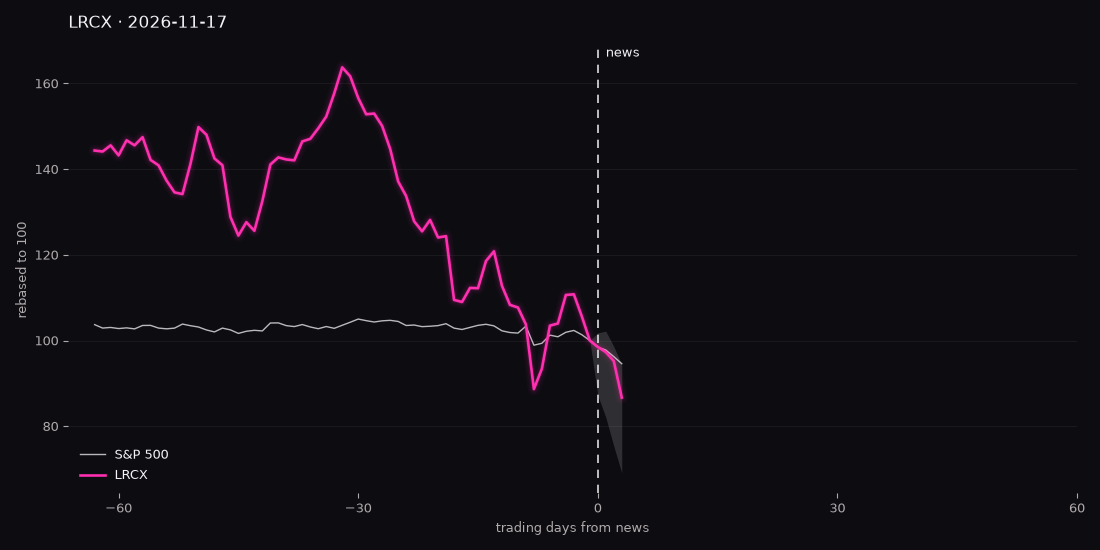 LRCX · 2026-11-17
news
160
140
120
100
80
rebased to 100
S&P 500
LRCX
−60
−30
0
30
60
trading days from news